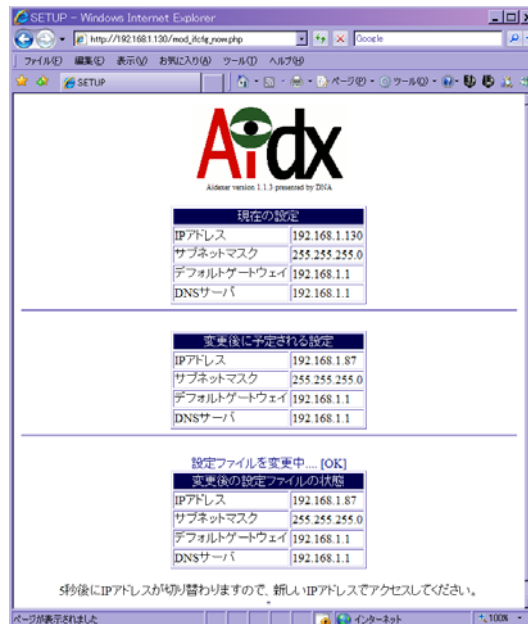 SETUP - Windows Internet Explorer
http://192.168.1.130/mod_ifcfg_now.php
Google
ファイル(F) 編集(E) 表示(V) お気に入り(A) ツール(T) ヘルプ(H)
SETUP
ページ(P) ツール(O)
Aidx
Aidexer version 1.1.3 presented by DNA
現在の設定
IPアドレス 192.168.1.130
サブネットマスク 255.255.255.0
デフォルトゲートウェイ 192.168.1.1
DNSサーバ 192.168.1.1
変更後に予定される設定
IPアドレス 192.168.1.87
サブネットマスク 255.255.255.0
デフォルトゲートウェイ 192.168.1.1
DNSサーバ 192.168.1.1
設定ファイルを変更中.... [OK]
変更後の設定ファイルの状態
IPアドレス 192.168.1.87
サブネットマスク 255.255.255.0
デフォルトゲートウェイ 192.168.1.1
DNSサーバ 192.168.1.1
5秒後にIPアドレスが切り替わりますので、新しいIPアドレスでアクセスしてください。
ページが表示されました インターネット 100%